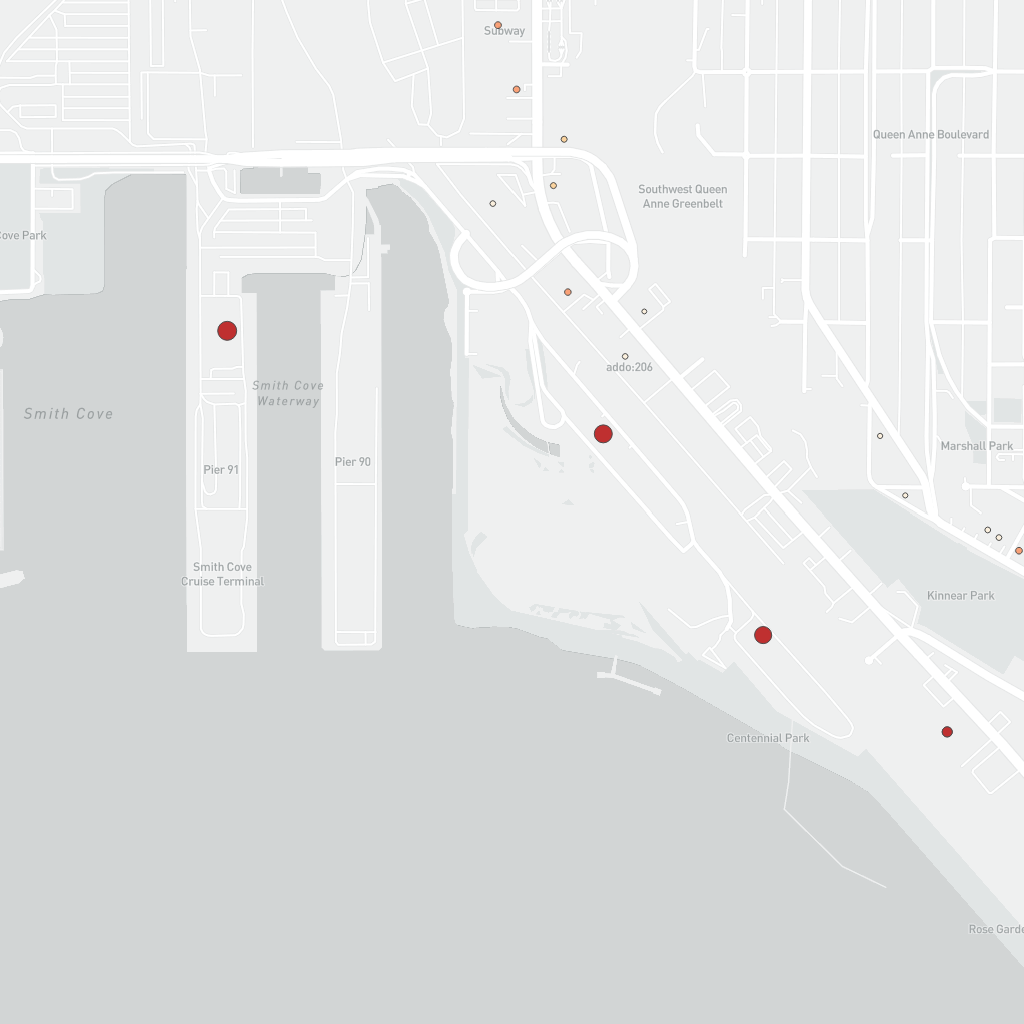 Subway
Queen Anne Boulevard
Southwest Queen
Anne Greenbelt
Cove Park
addo:206
Smith Cove
Waterway
Smith Cove
Marshall Park
Pier 91
Pier 90
Smith Cove
Cruise Terminal
Kinnear Park
Centennial Park
Rose Garde